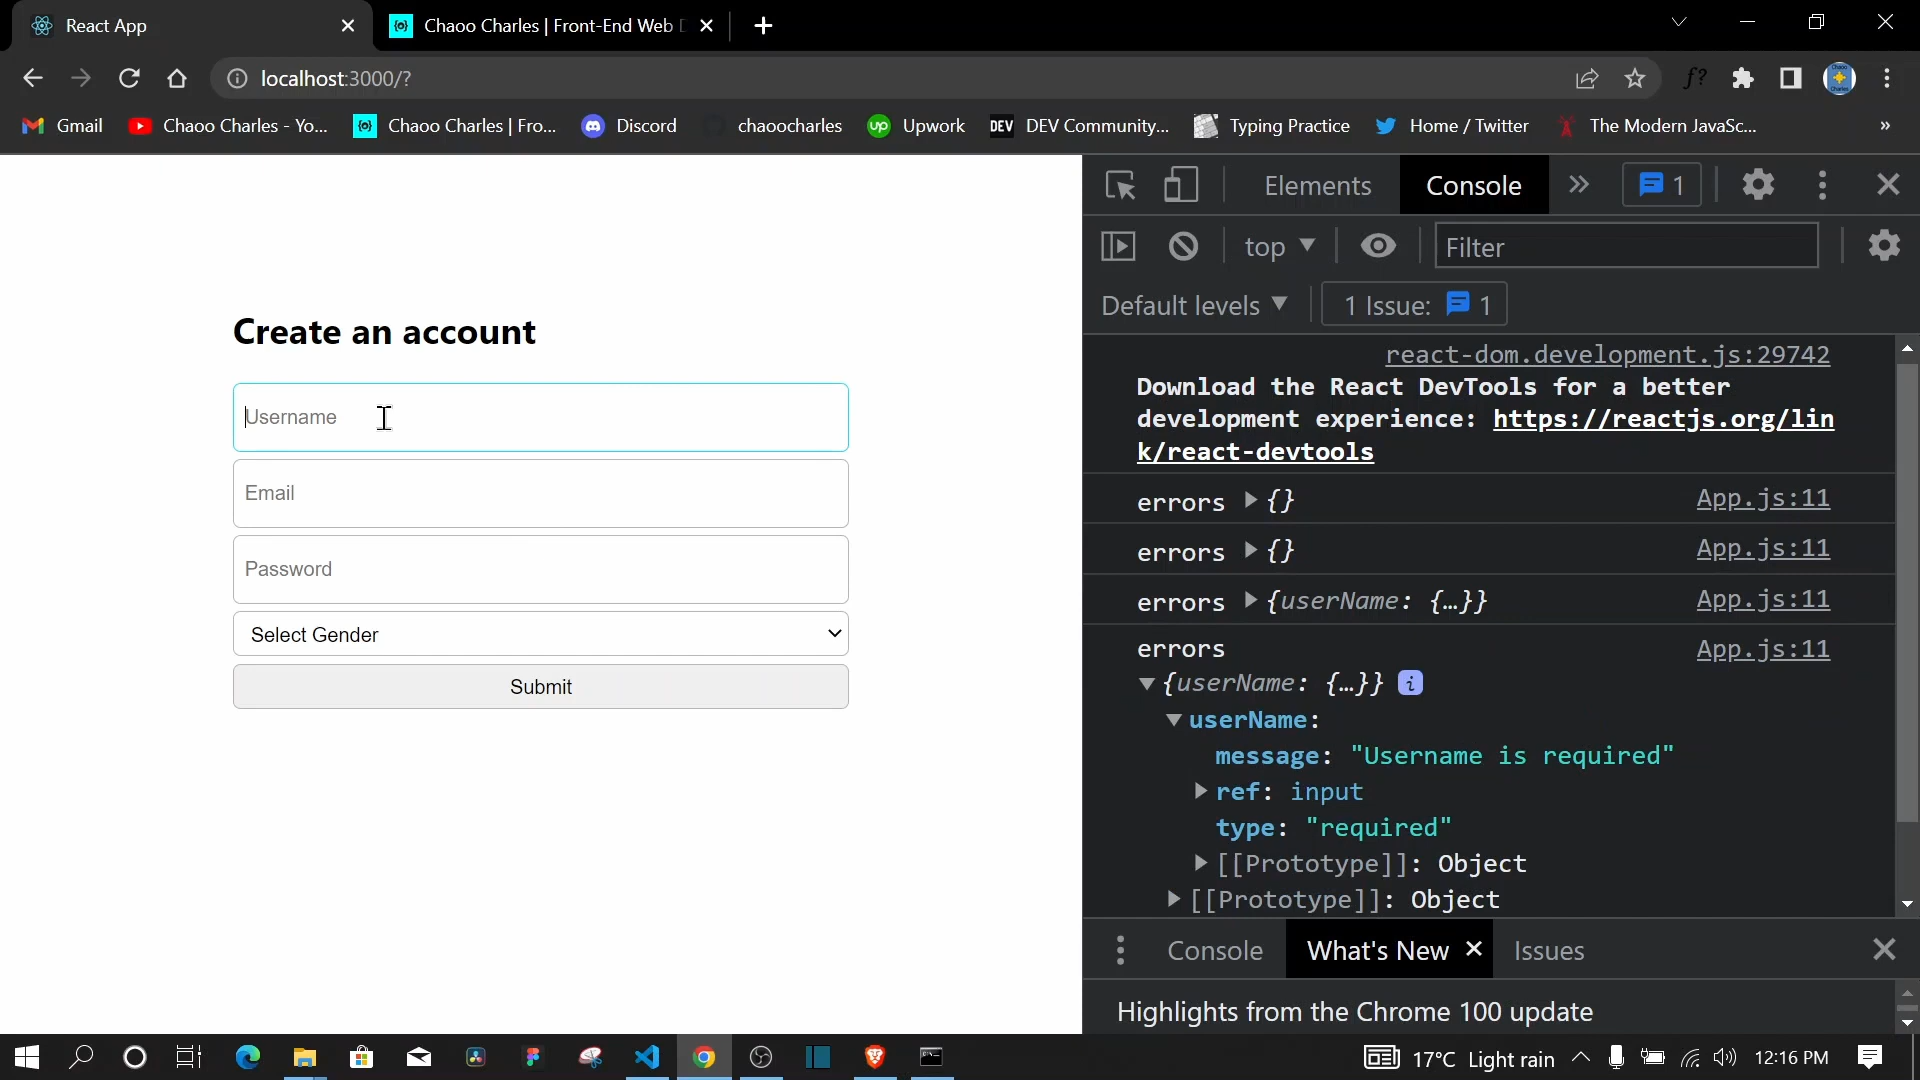 React App
Chaoo Charles | Front-End Web D
localhost:3000/?
f?
Gmail
Chaoo Charles - Yo...
Chaoo Charles | Fro...
Discord
chaoocharles
up
Upwork
DEV
DEV Community...
Typing Practice
Home / Twitter
The Modern JavaSc...
»
Create an account
Username
Email
Password
Select Gender
Submit
Elements
Console
1
top
Filter
Default levels
1 Issue: 1
react-dom.development.js:29742
Download the React DevTools for a better
development experience: https://reactjs.org/lin
k/react-devtools
errors {} App.js:11
errors {} App.js:11
errors {userName: {…}} App.js:11
errors App.js:11
{userName: {…}} i
userName:
message: "Username is required"
ref: input
type: "required"
[[Prototype]]: Object
[[Prototype]]: Object
Console
What's New
Issues
Highlights from the Chrome 100 update
17°C Light rain
12:16 PM